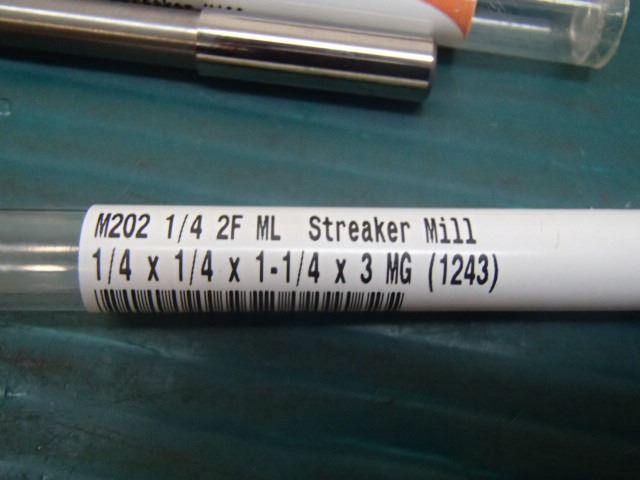 M202 1/4 2F ML Streaker Mill
1/4 x 1/4 x 1-1/4 x 3 MG (1243)